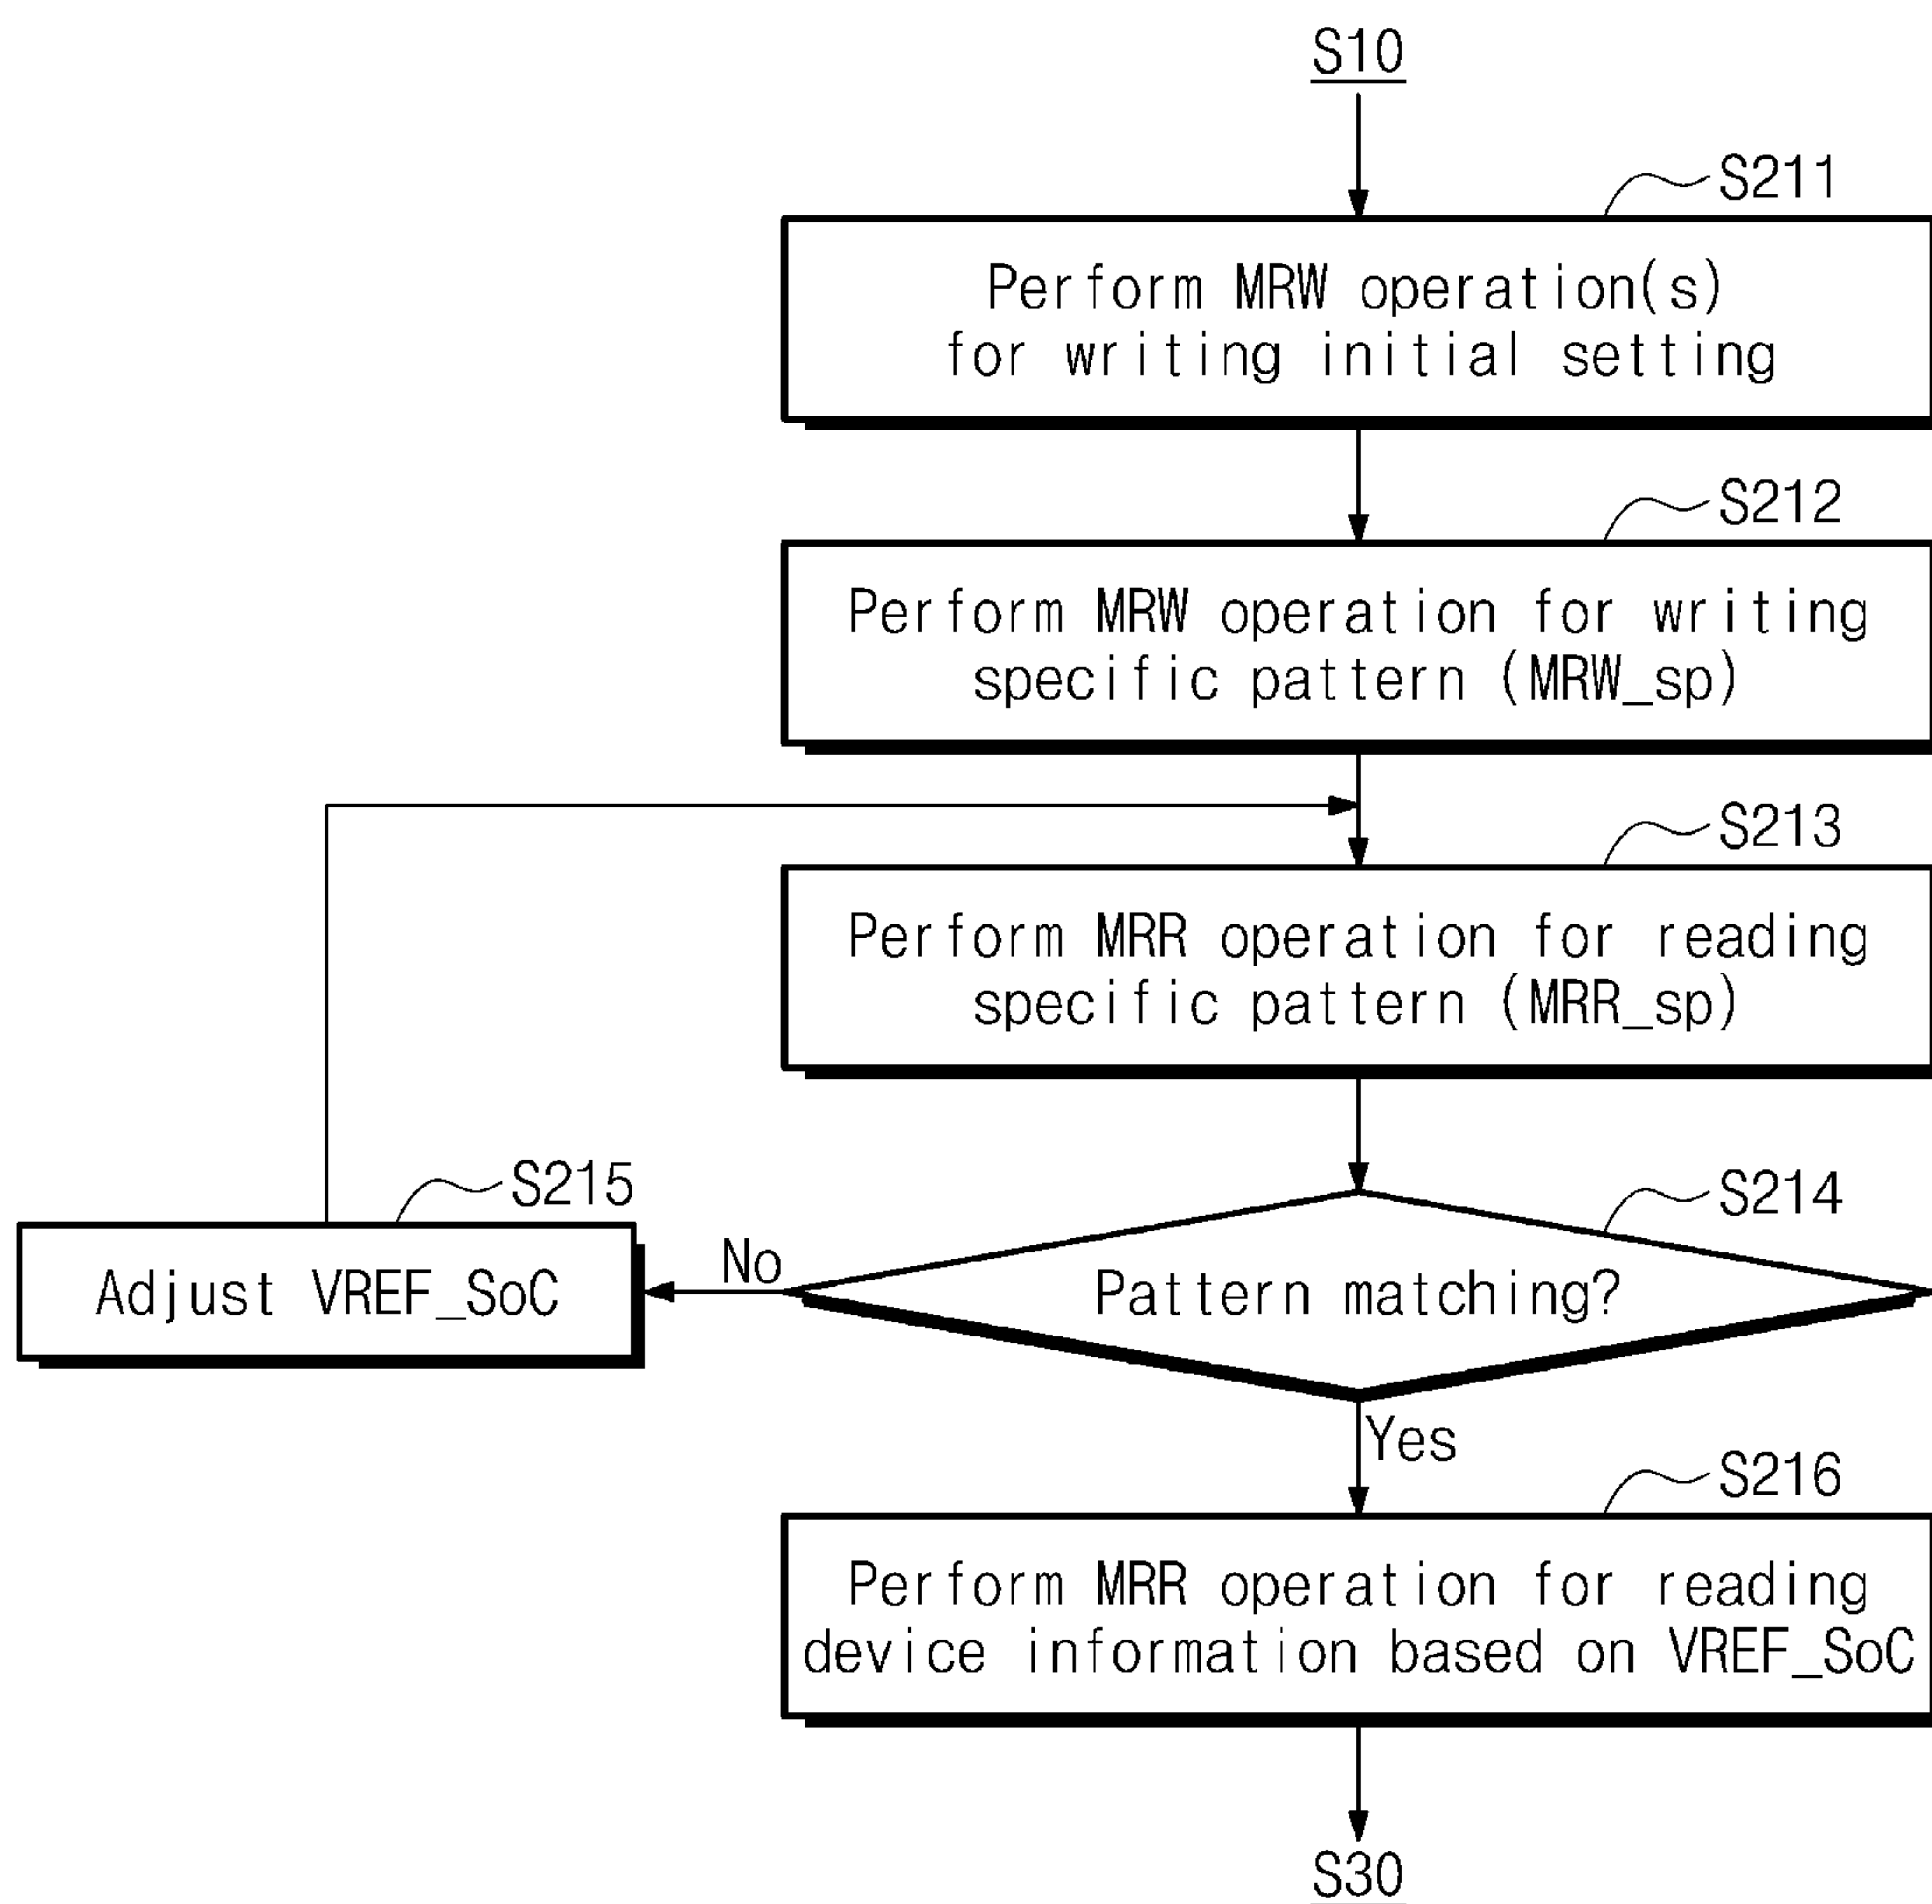 S10
S211
Perform MRW operation(s)
for writing initial setting
S212
Perform MRW operation for writing
specific pattern (MRW_sp)
S213
Perform MRR operation for reading
specific pattern (MRR_sp)
S215
S214
Adjust VREF_SoC
No
Pattern matching?
Yes
S216
Perform MRR operation for reading
device information based on VREF_SoC
S30